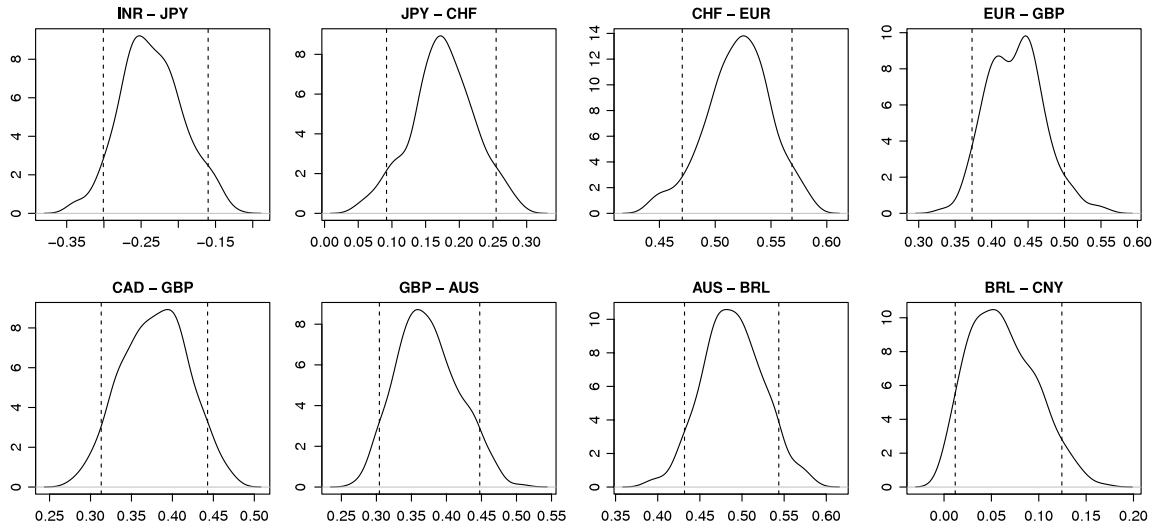 INR − JPY
JPY − CHF
CHF − EUR
EUR − GBP
0 2 4 6 8
−0.35 −0.25 −0.15
0 2 4 6 8
0.00 0.05 0.10 0.15 0.20 0.25 0.30
0 2 4 6 8 10 12 14
0.45 0.50 0.55 0.60
0 2 4 6 8 10
0.30 0.35 0.40 0.45 0.50 0.55 0.60
CAD − GBP
GBP − AUS
AUS − BRL
BRL − CNY
0 2 4 6 8
0.25 0.30 0.35 0.40 0.45 0.50
0 2 4 6 8
0.25 0.30 0.35 0.40 0.45 0.50 0.55
0 2 4 6 8 10
0.35 0.40 0.45 0.50 0.55 0.60
0 2 4 6 8 10
0.00 0.05 0.10 0.15 0.20